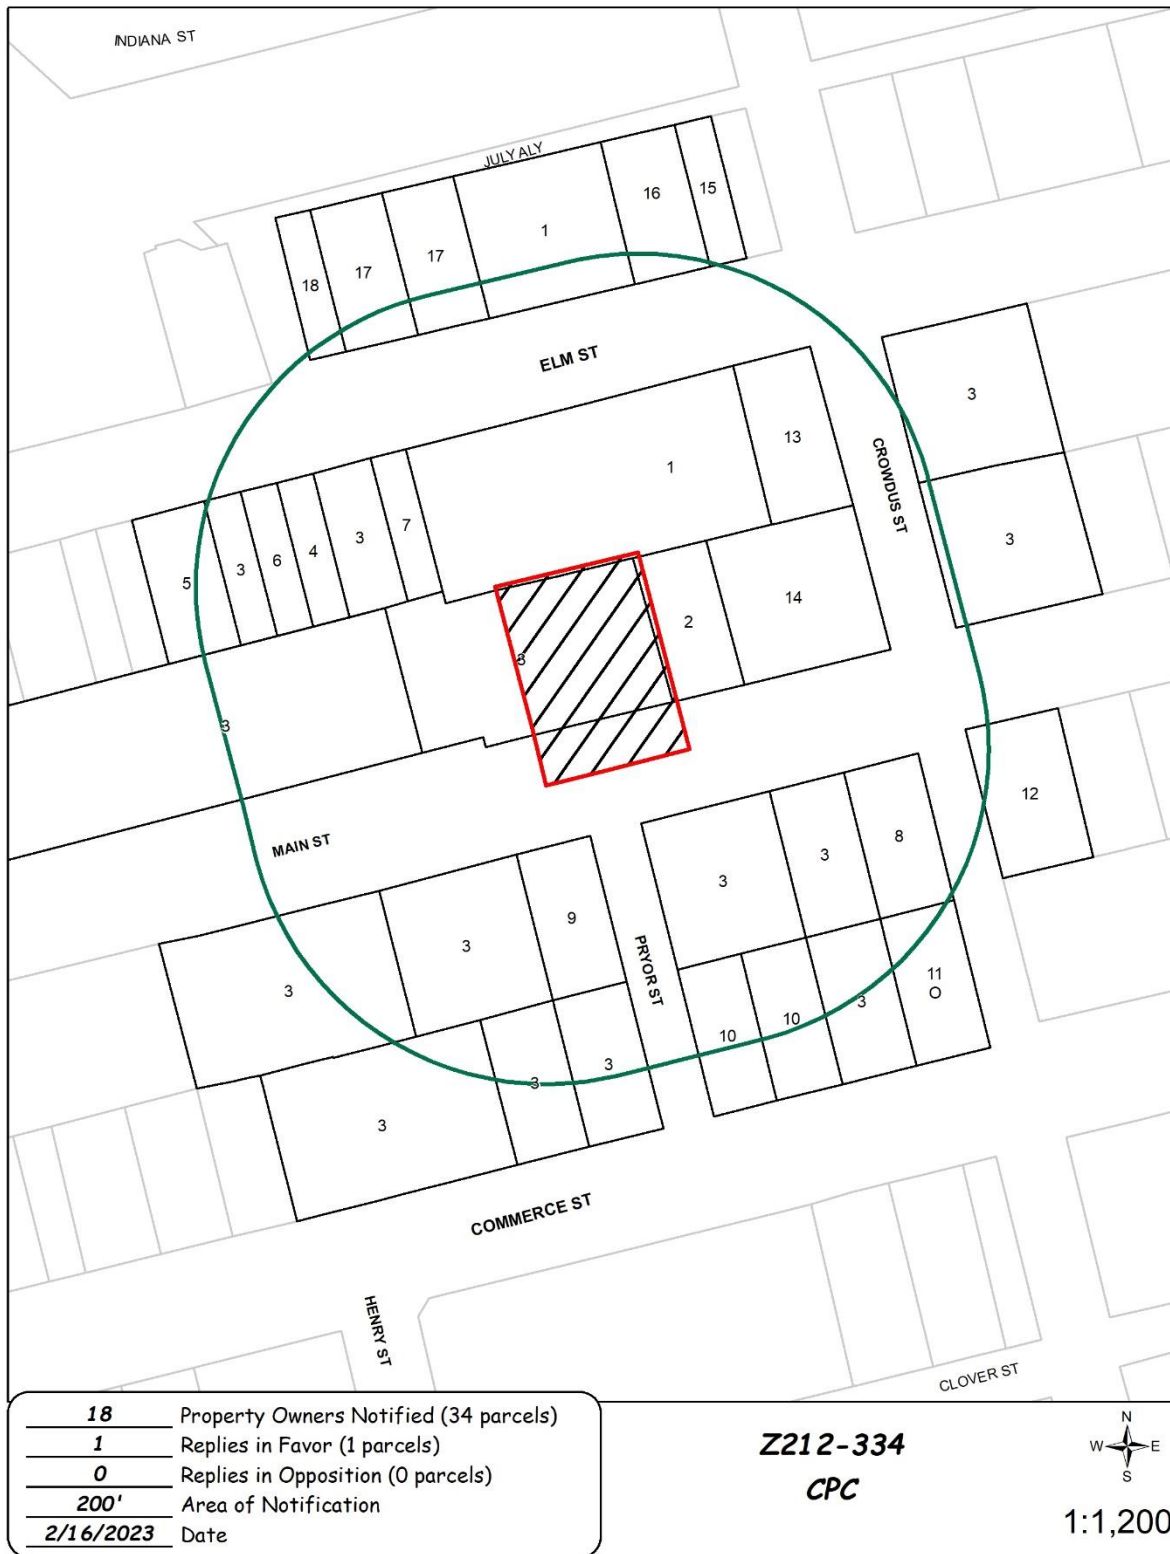 INDIANA ST
JULY ALY
16
15
1
17
17
18
ELM ST
3
13
CROWDUS ST
1
7
3
4
6
3
5
3
14
2
3
3
12
MAIN ST
8
3
3
9
3
3
PRYOR ST
11
O
3
10
10
3
3
3
COMMERCE ST
HENRY ST
CLOVER ST
18 Property Owners Notified (34 parcels)
1 Replies in Favor (1 parcels)
0 Replies in Opposition (0 parcels)
200' Area of Notification
2/16/2023 Date
Z212-334
CPC
N
W E
S
1:1,200